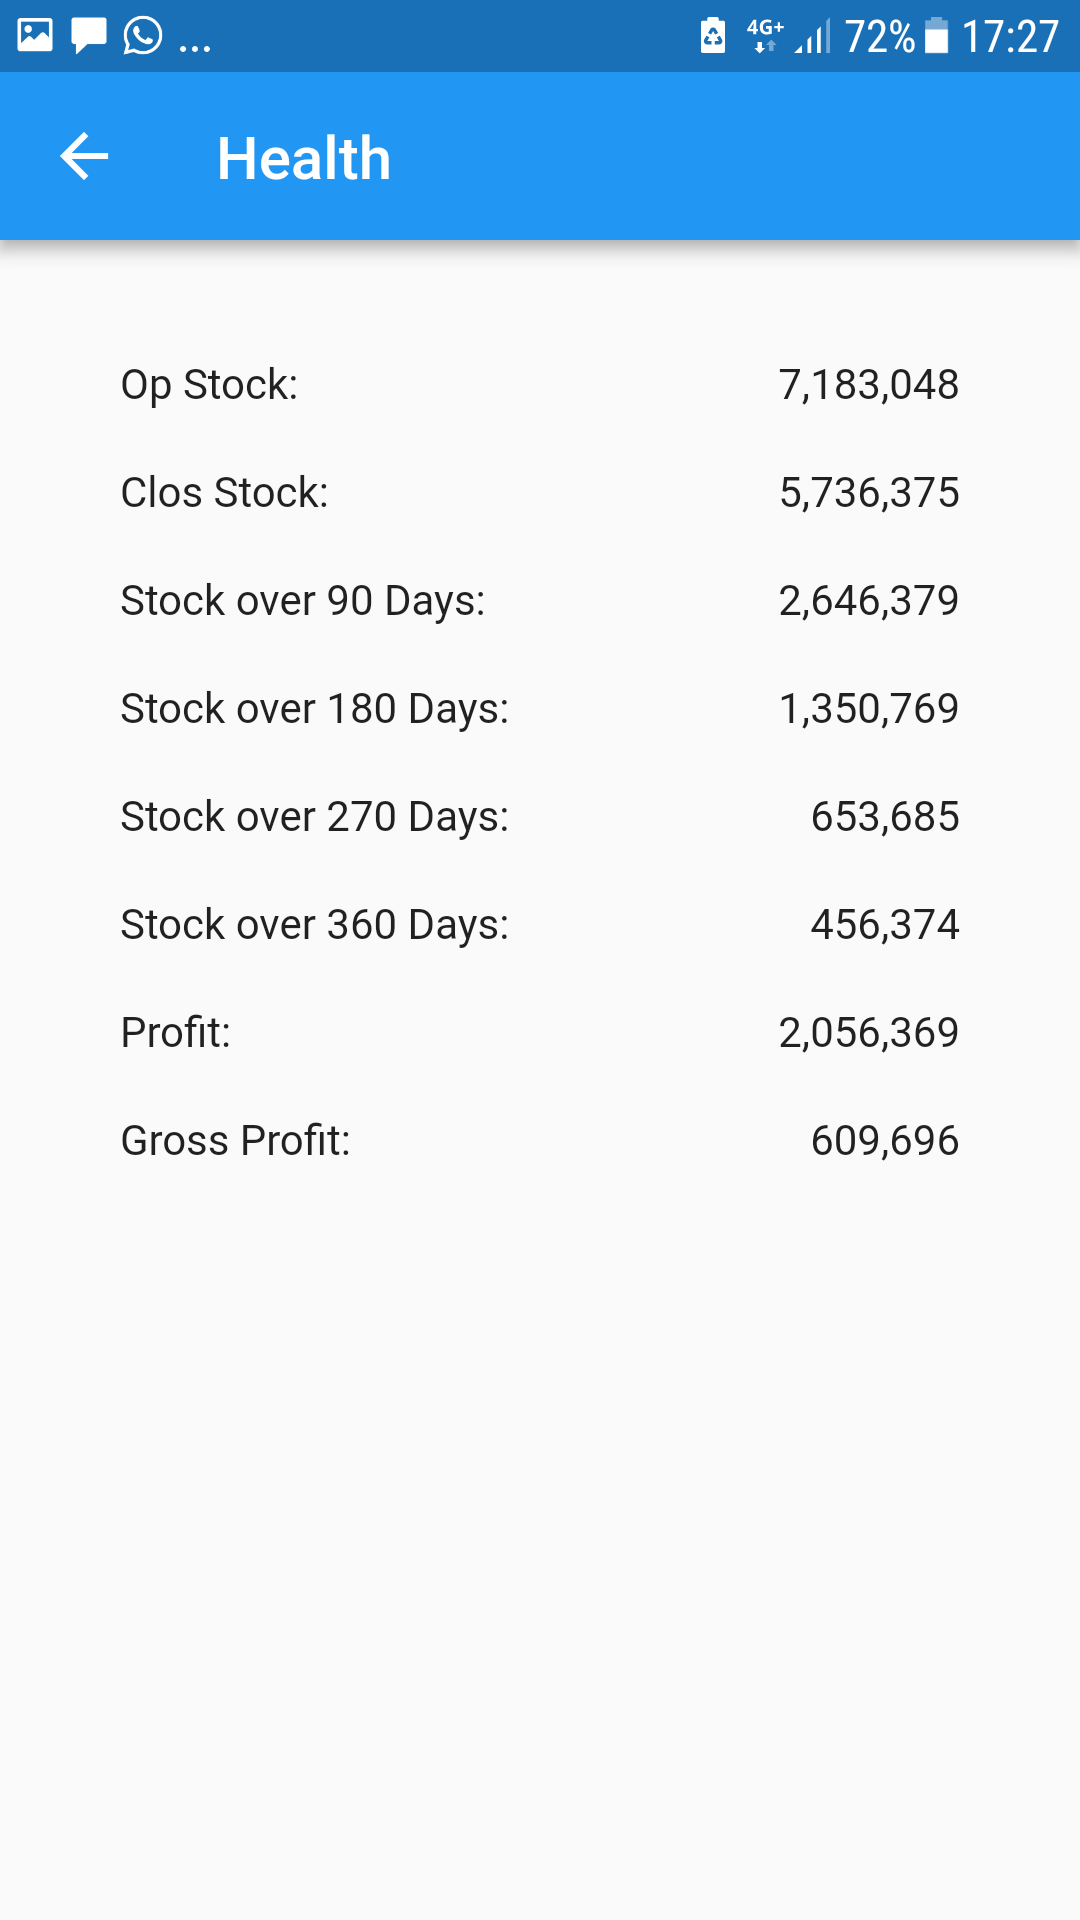 ... 4G+ 72% 17:27
Health
Op Stock: 7,183,048
Clos Stock: 5,736,375
Stock over 90 Days: 2,646,379
Stock over 180 Days: 1,350,769
Stock over 270 Days: 653,685
Stock over 360 Days: 456,374
Profit: 2,056,369
Gross Profit: 609,696